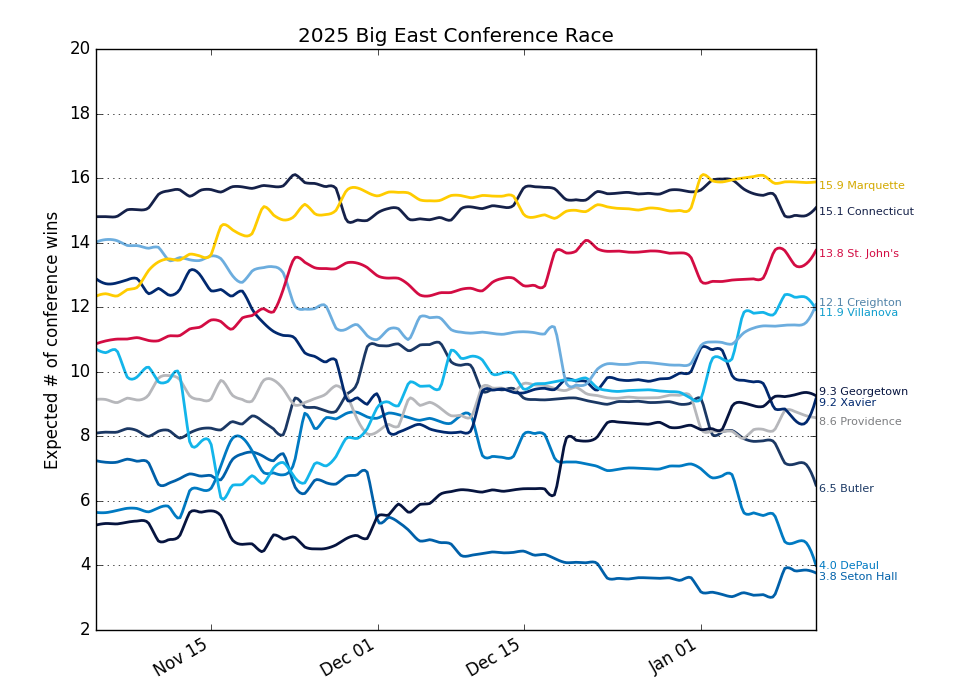 2025 Big East Conference Race
Expected # of conference wins
20
18
16
14
12
10
8
6
4
2
15.9 Marquette
15.1 Connecticut
13.8 St. John's
12.1 Creighton
11.9 Villanova
9.3 Georgetown
9.2 Xavier
8.6 Providence
6.5 Butler
4.0 DePaul
3.8 Seton Hall
Nov 15
Dec 01
Dec 15
Jan 01